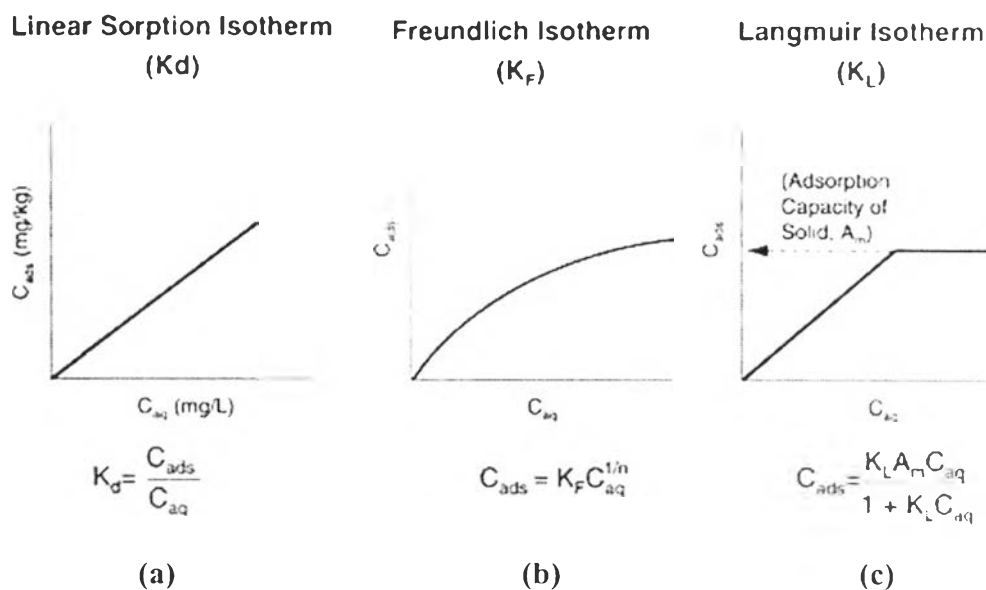 Linear Sorption Isotherm
(Kd)
C_ads (mg/kg)
C_aq (mg/L)
K_d = C_ads / C_aq
(a)
Freundlich Isotherm
(K_F)
C_ads
C_aq
C_ads = K_F C_aq^1/n
(b)
Langmuir Isotherm
(K_L)
C_ads
(Adsorption
Capacity of
Solid, A_m)
C_aq
C_ads = K_L A_m C_aq / 1 + K_L C_aq
(c)